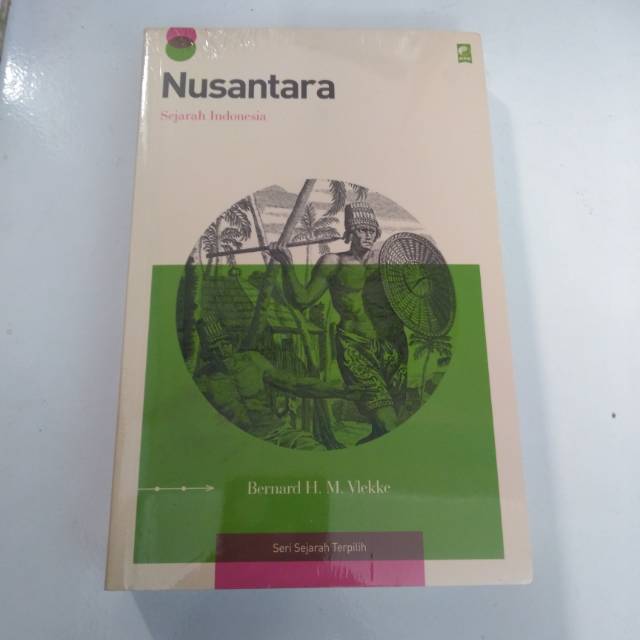 Nusantara
Sejarah Indonesia
Bernard H. M. Vlekke
Seri Sejarah Terpilih